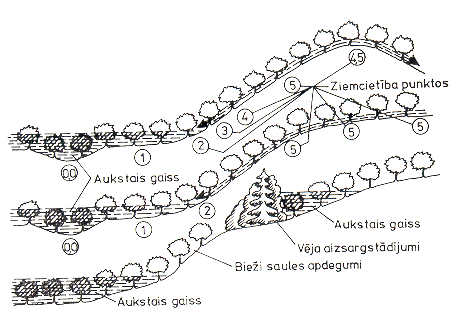 4,5
5
Ziemcietība punktos
4
3
2
5
5
5
1
00
Aukstais gaiss
2
1
00
Aukstais gaiss
Vēja aizsargstādījumi
Bieži saules apdegumi
Aukstais gaiss